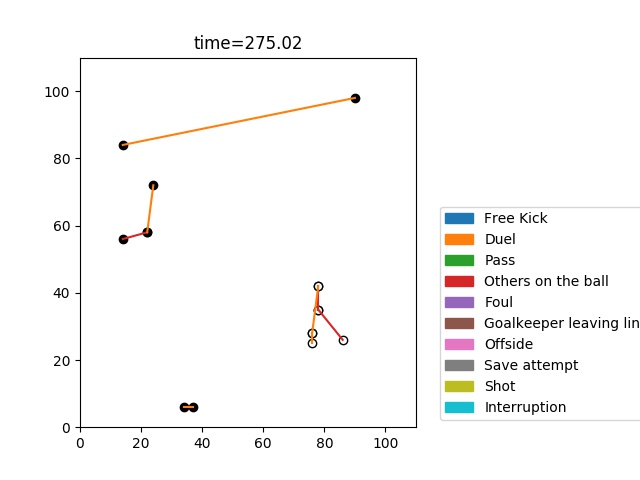 time=275.02
100
80
60
40
20
0
0 20 40 60 80 100
Free Kick
Duel
Pass
Others on the ball
Foul
Goalkeeper leaving lin
Offside
Save attempt
Shot
Interruption